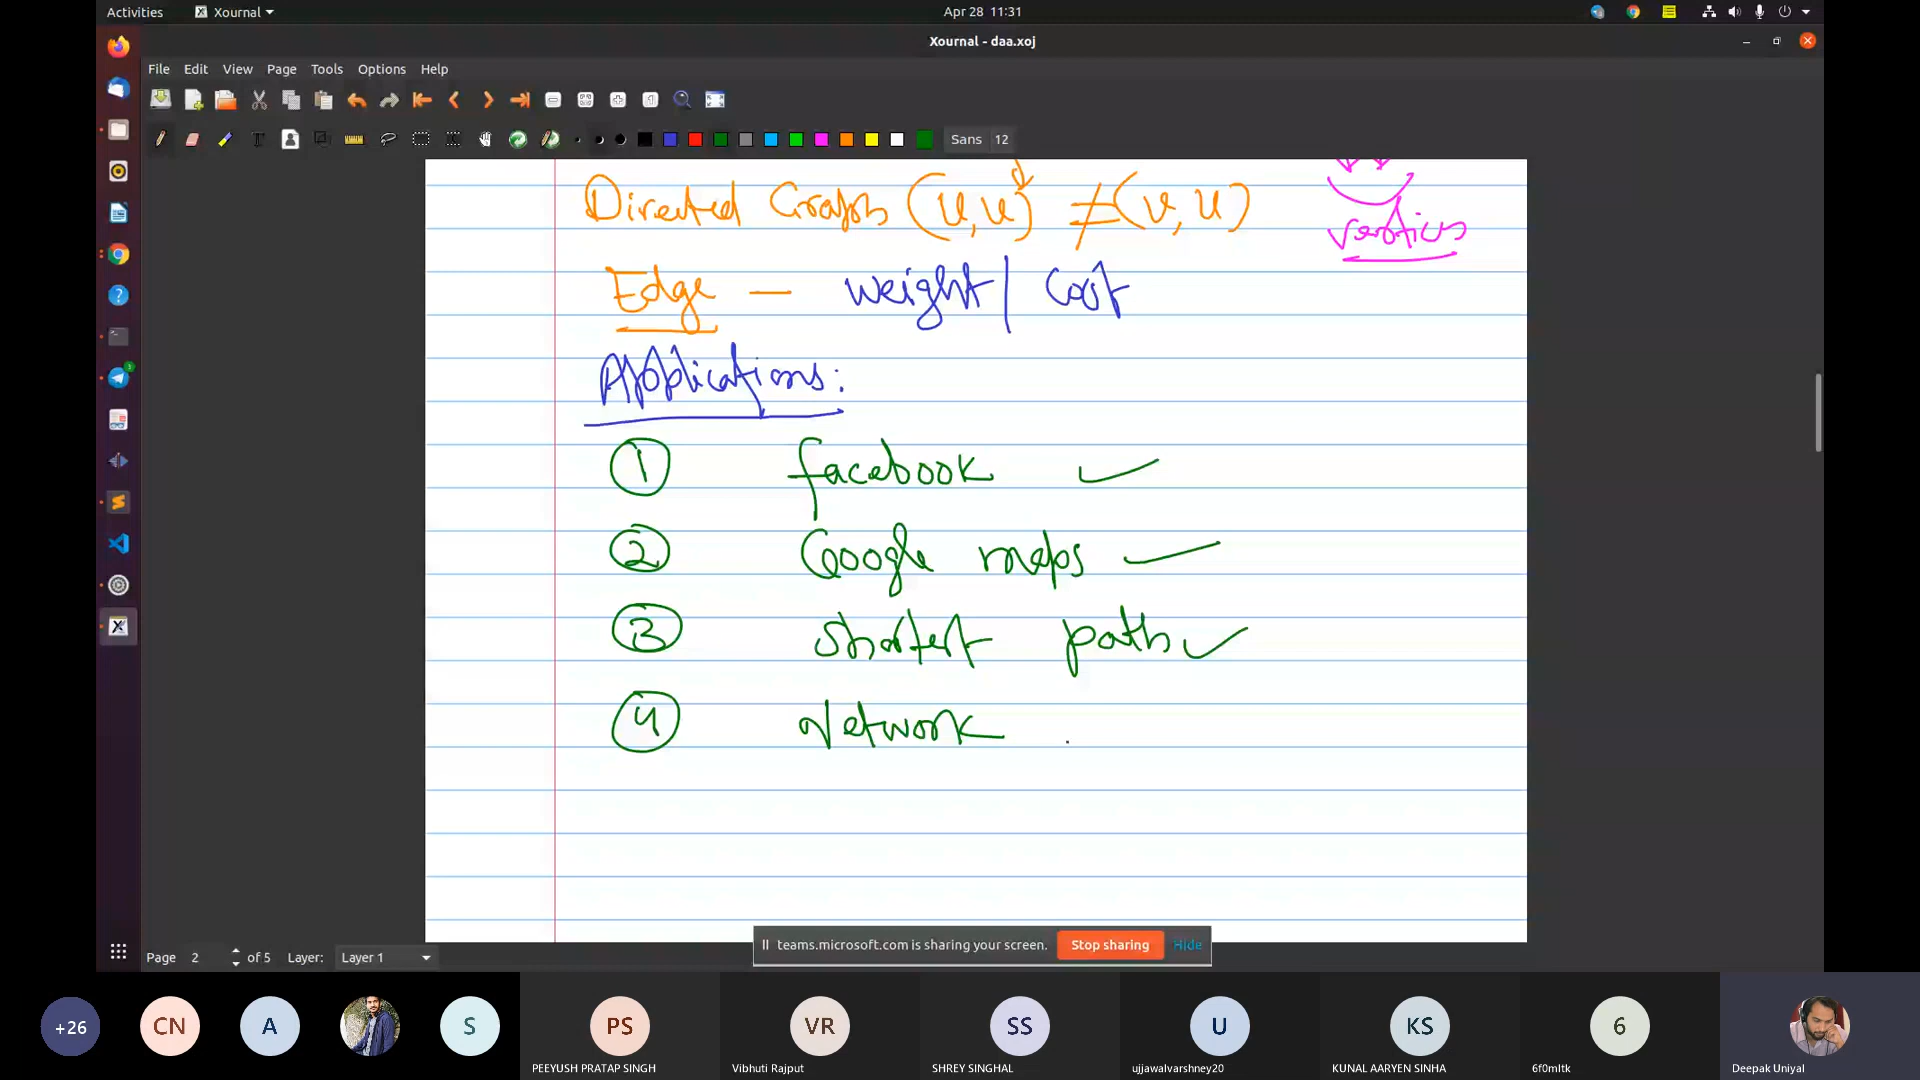 Activities Xournal Apr 28 11:31
Xournal - daa.xoj
File Edit View Page Tools Options Help
Sans 12
Directed Graph (u,u) ≠ (v,u)
vertices
Edge — weight | Cost
Applications:
1 facebook
2 Google maps
3 shortest path
4 Network
teams.microsoft.com is sharing your screen. Stop sharing Hide
Page 2 of 5 Layer: Layer 1
+26 CN A S PS VR SS U KS 6
PEEYUSH PRATAP SINGH Vibhuti Rajput SHREY SINGHAL ujjawalvarshney20 KUNAL AARYEN SINHA 6f0mltk Deepak Uniyal